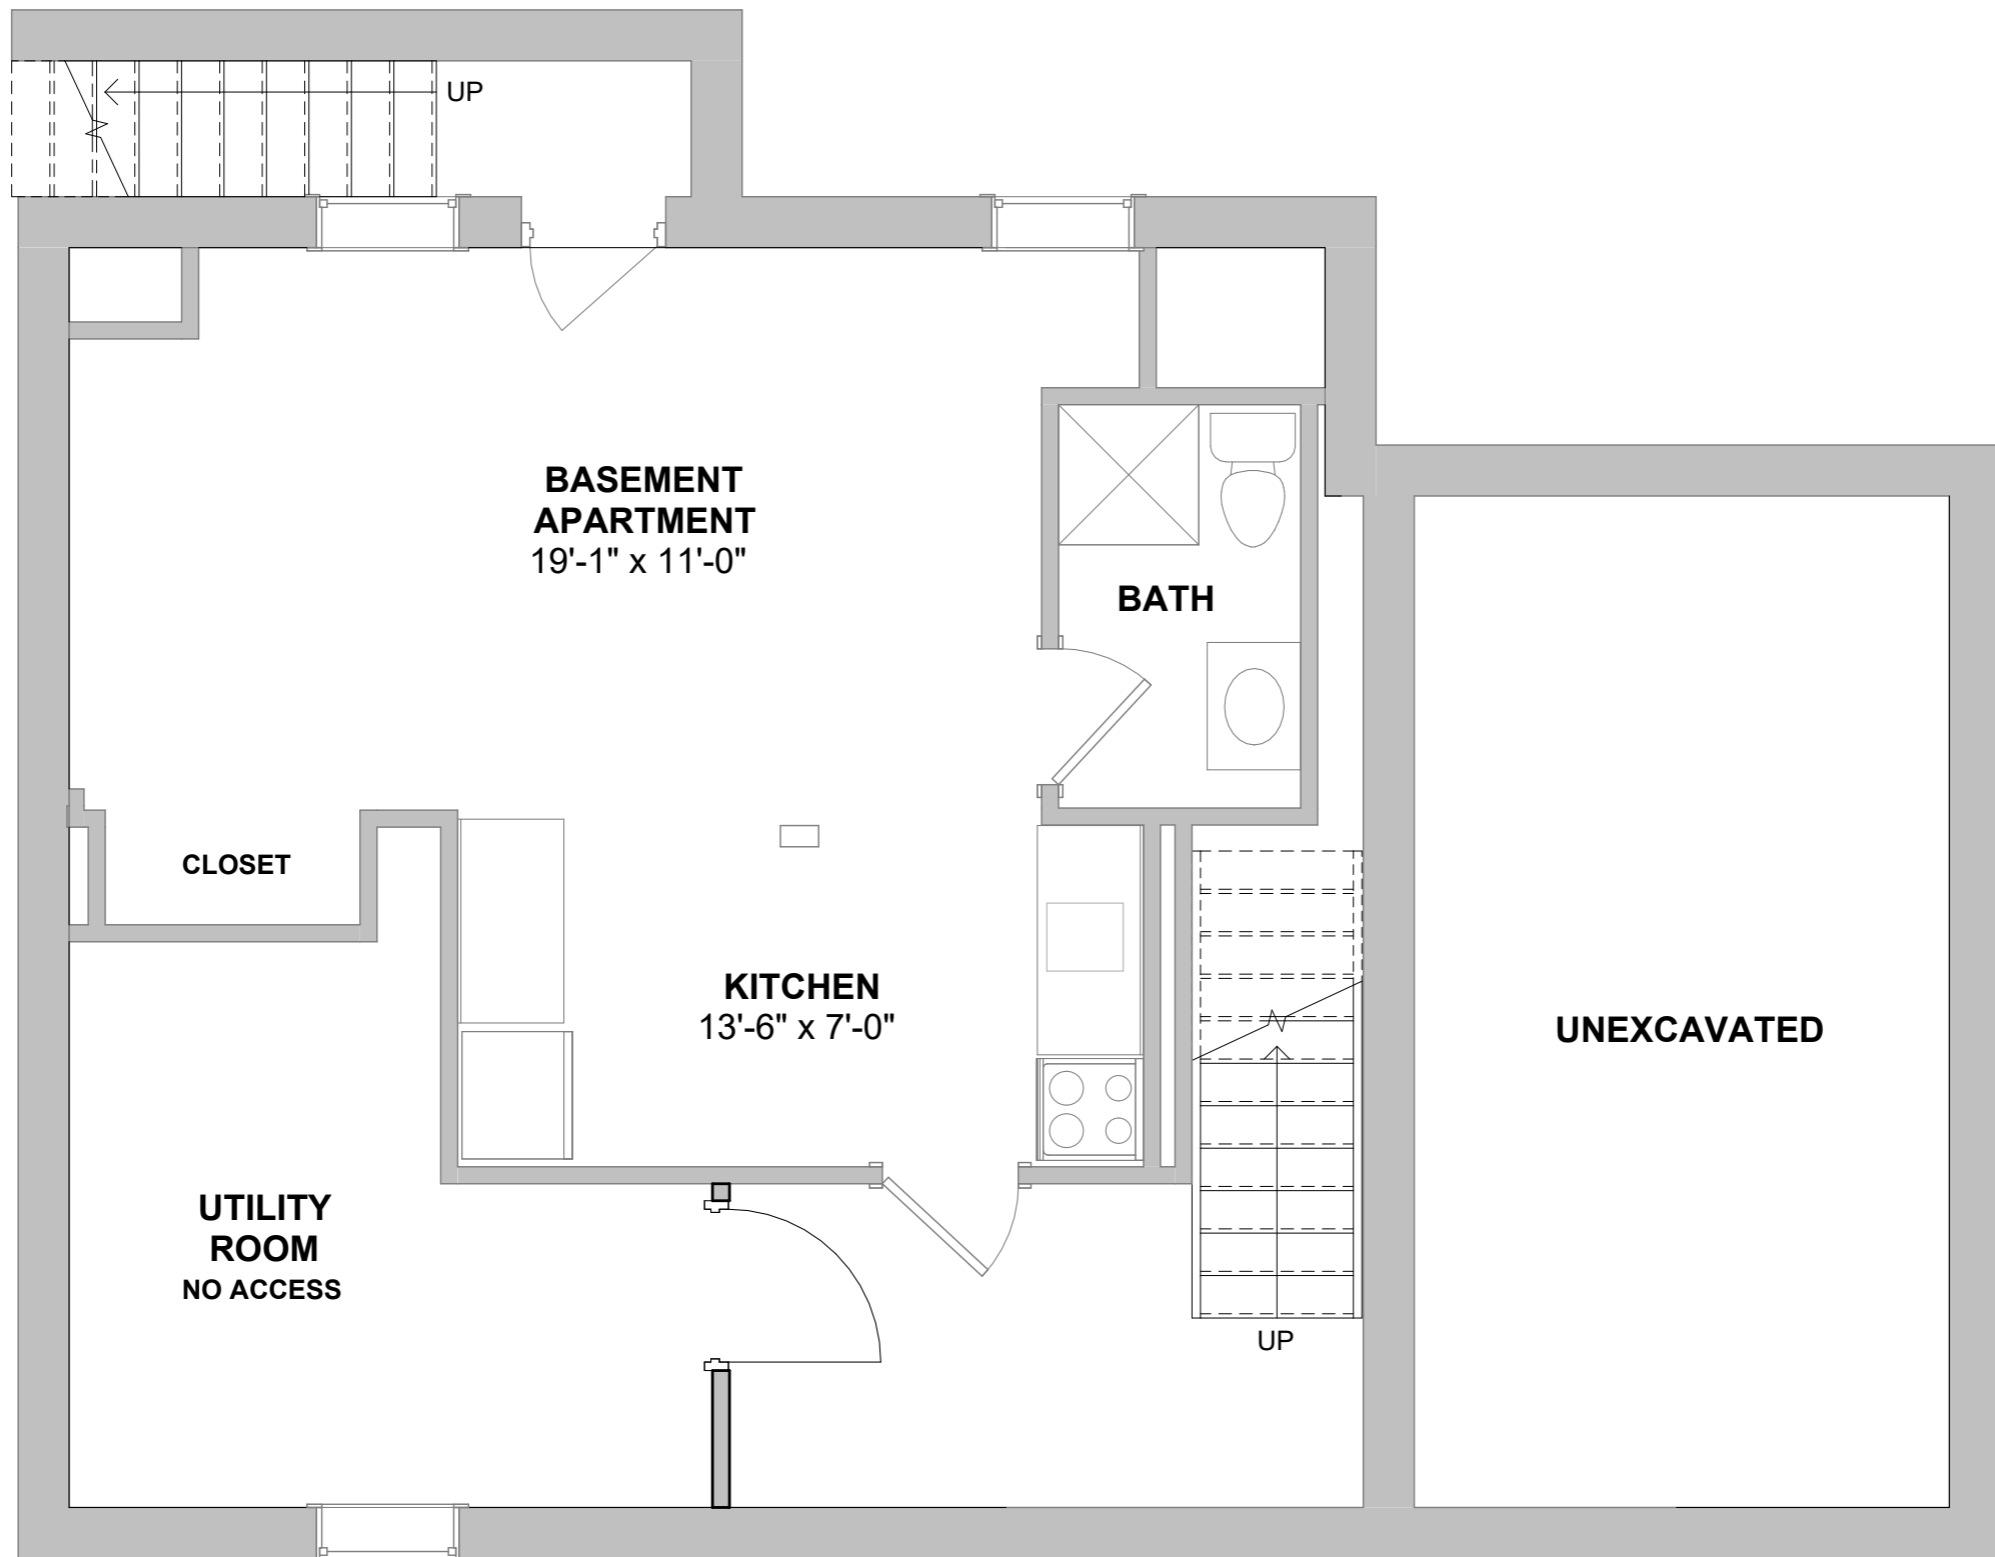 UP
BASEMENT
APARTMENT
19'-1" x 11'-0"
BATH
CLOSET
KITCHEN
13'-6" x 7'-0"
UNEXCAVATED
UTILITY
ROOM
NO ACCESS
UP